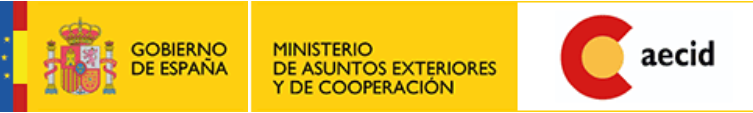 GOBIERNO
DE ESPAÑA
MINISTERIO
DE ASUNTOS EXTERIORES
Y DE COOPERACIÓN
aecid